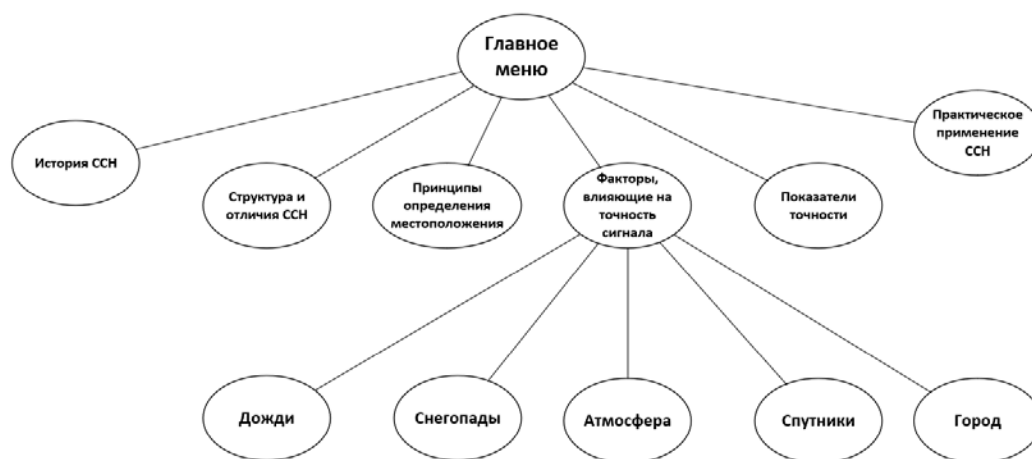 Главное
меню
История ССН
Структура и
отличия ССН
Принципы
определения
местоположения
Факторы,
влияющие на
точность
сигнала
Показатели
точности
Практическое
применение
ССН
Дожди
Снегопады
Атмосфера
Спутники
Город